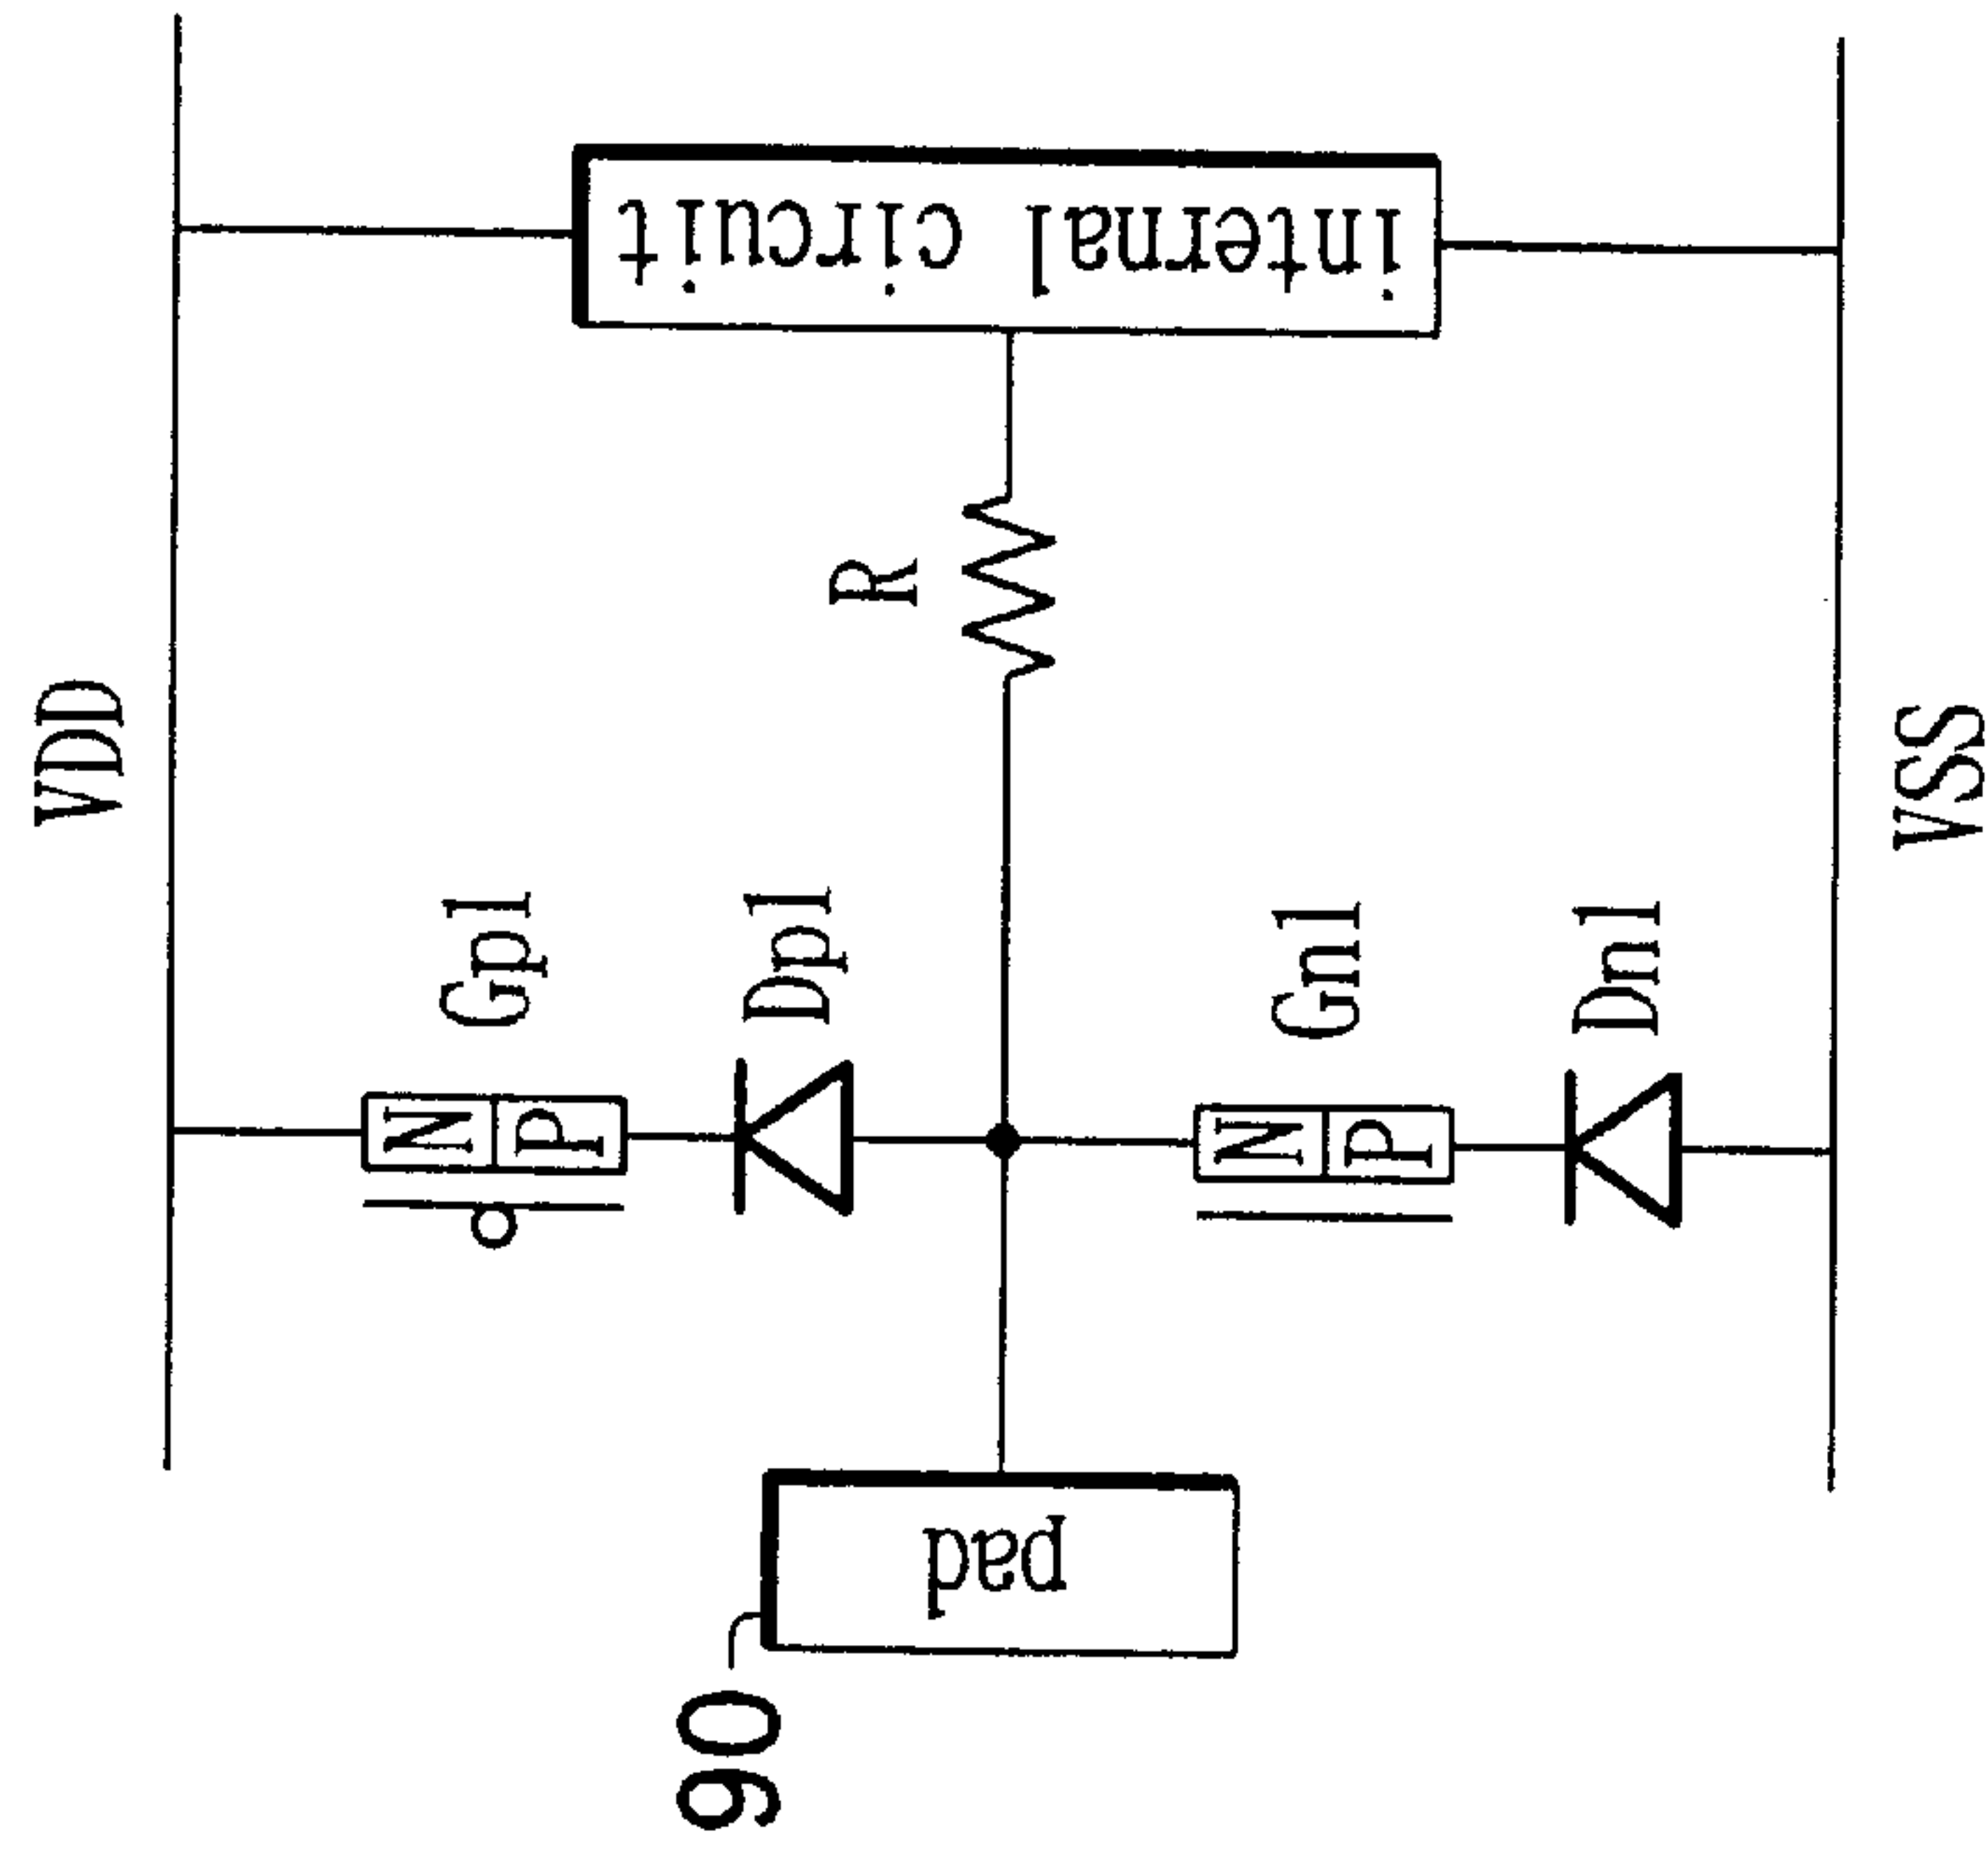 VDD
Gp1
N
P
Dp1
R
internal circuit
pad
90
Gn1
N
P
Dn1
VSS